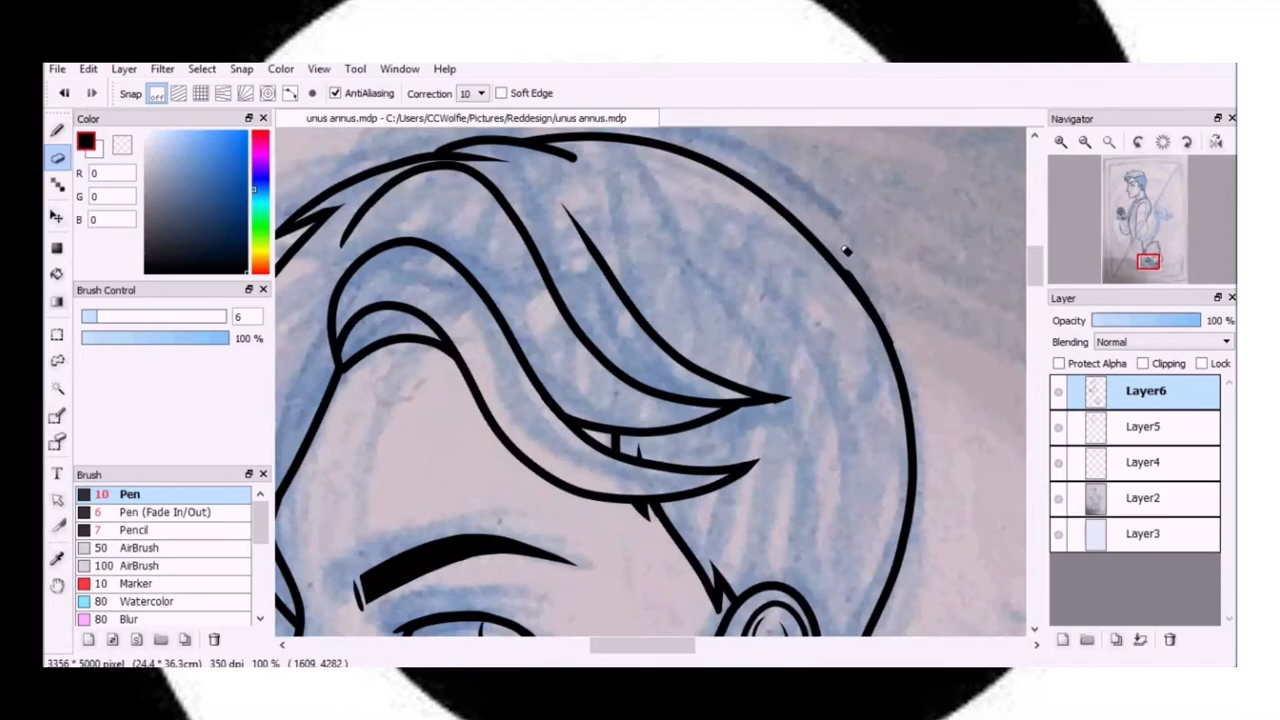 File Edit Layer Filter Select Snap Color View Tool Window Help
Snap off AntiAliasing Correction 10 Soft Edge
unus annus.mdp - C:/Users/CCWolfie/Pictures/Reddesign/unus annus.mdp
Color
R 0
G 0
B 0
Brush Control
6
100 %
Brush
10 Pen
6 Pen (Fade In/Out)
7 Pencil
50 AirBrush
100 AirBrush
10 Marker
80 Watercolor
80 Blur
3356 * 5000 pixel (24.4 * 36.3cm) 350 dpi 100 % ( 1609, 4282 )
Navigator
Layer
Opacity 100 %
Blending Normal
Protect Alpha Clipping Lock
Layer6
Layer5
Layer4
Layer2
Layer3